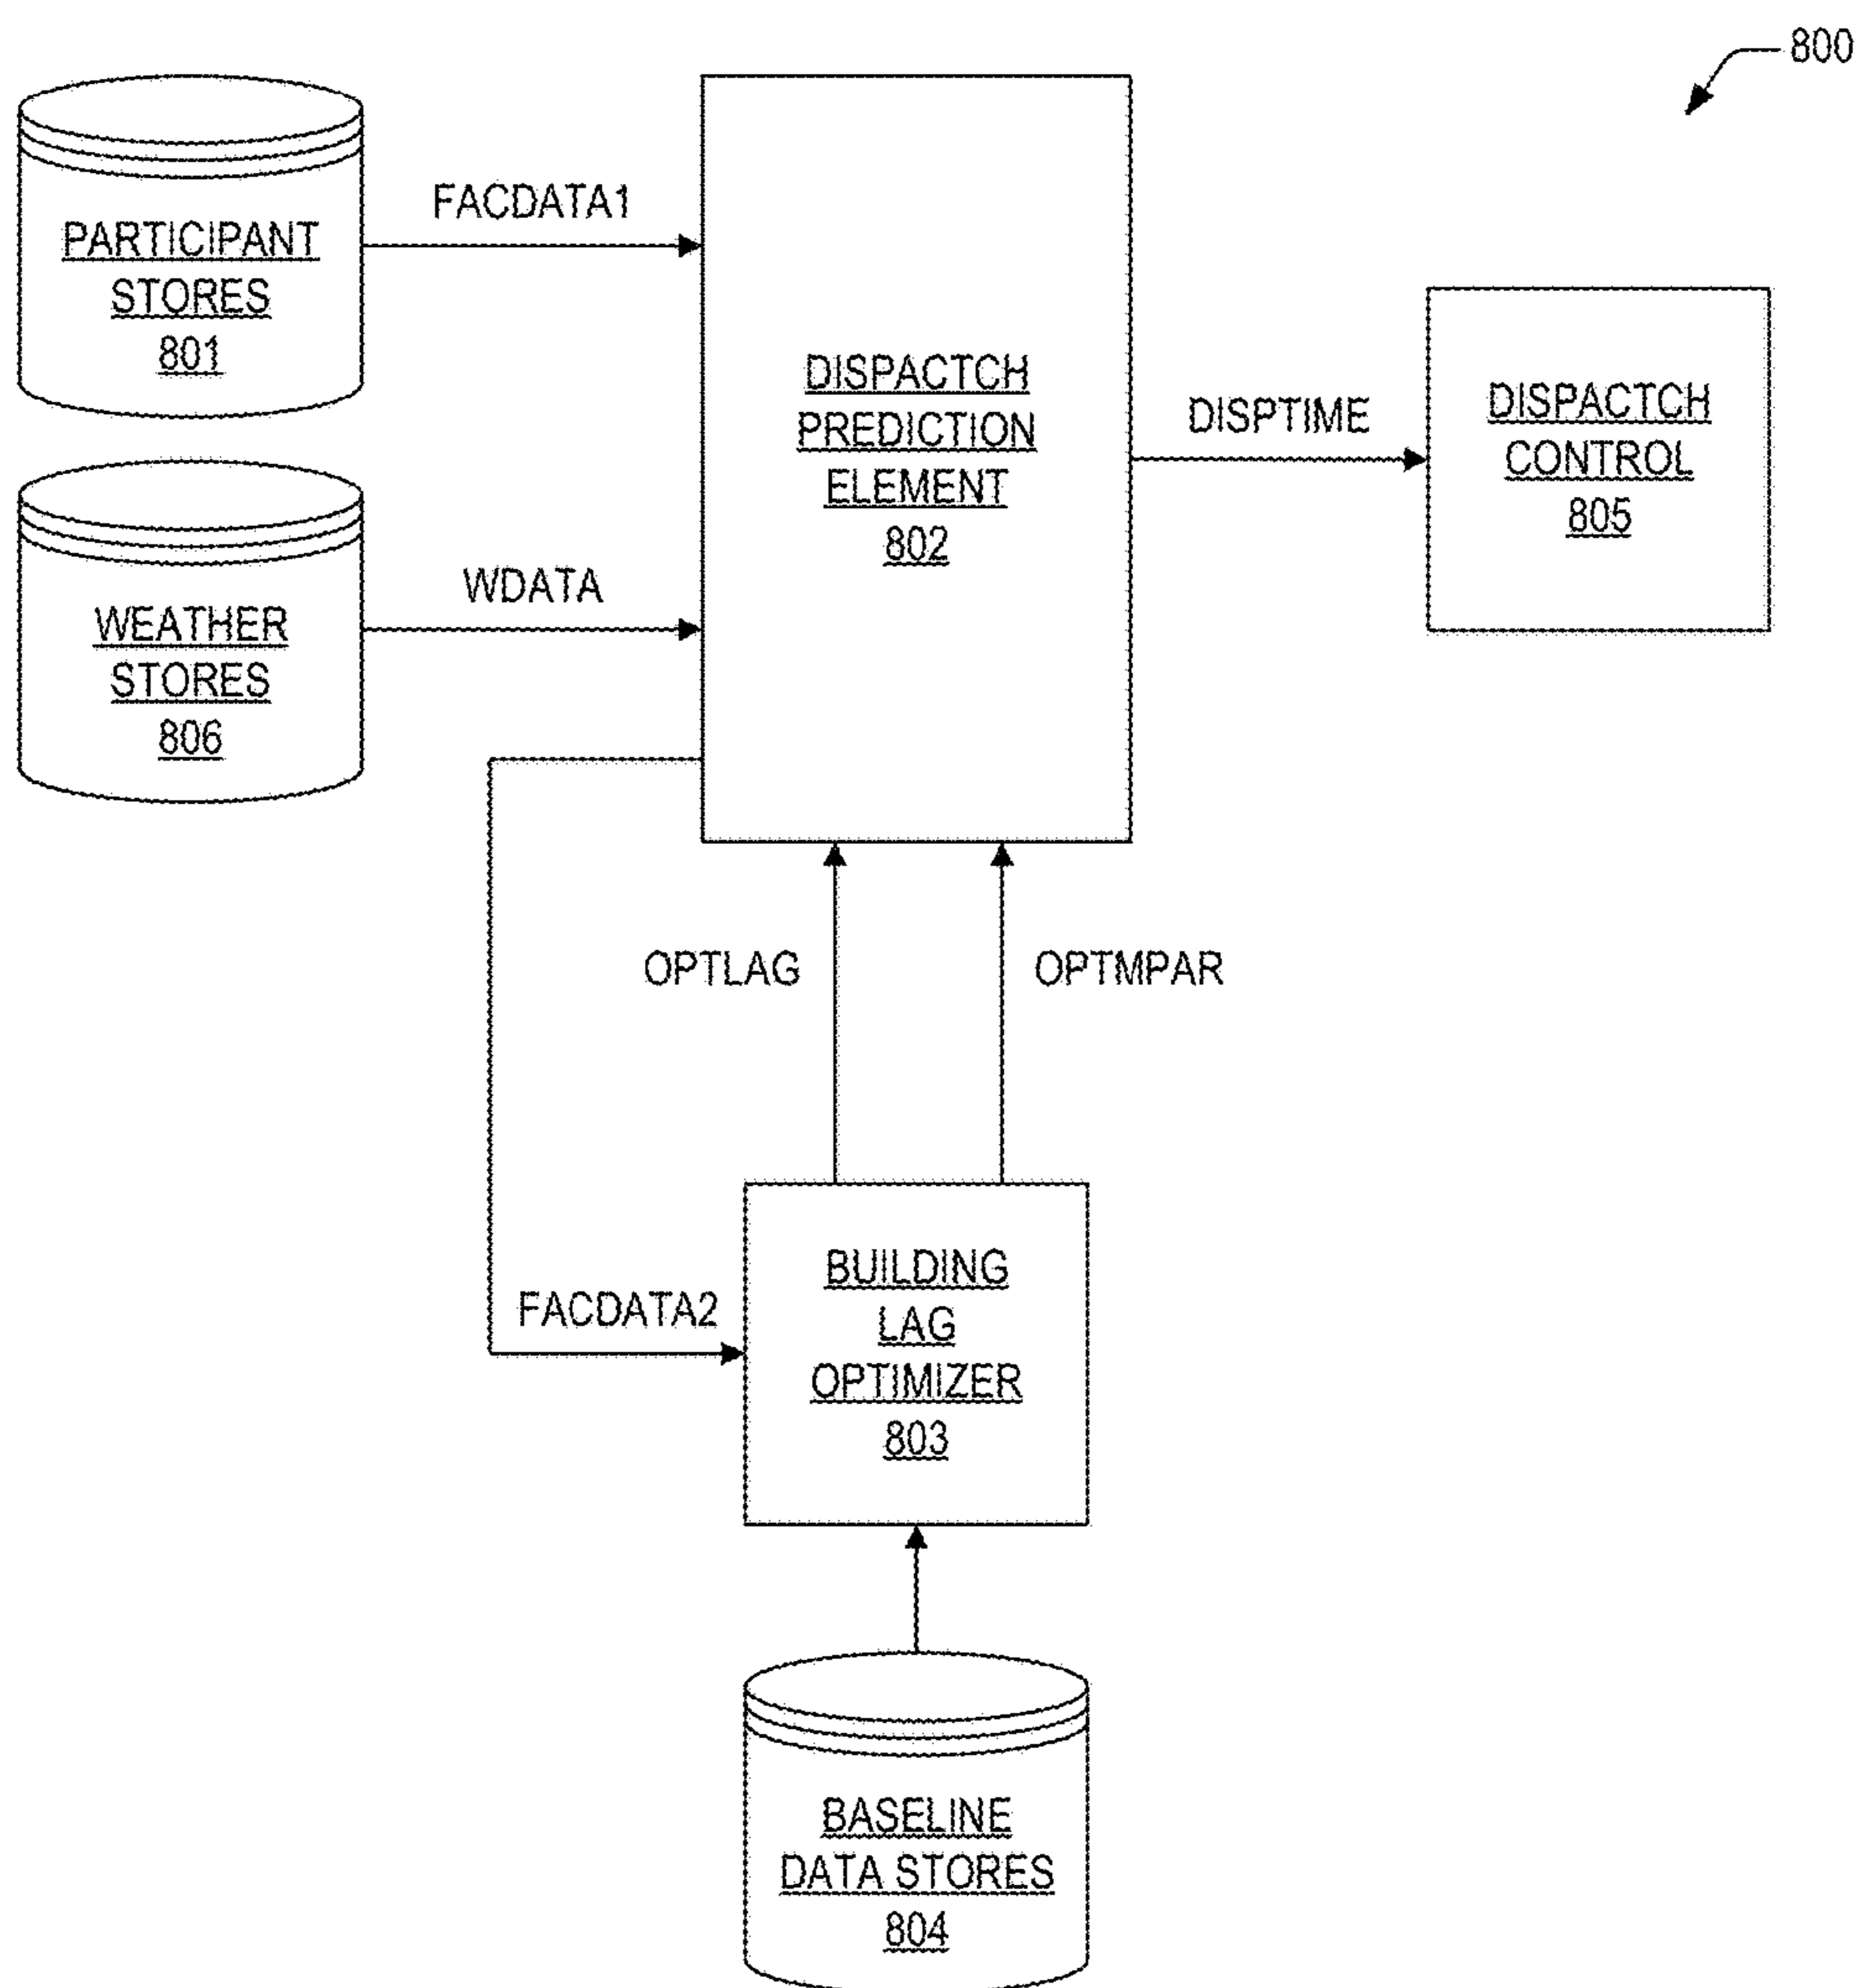 800
PARTICIPANT
STORES
801
FACDATA1
DISPACTCH
PREDICTION
ELEMENT
802
DISPTIME
DISPACTCH
CONTROL
805
WEATHER
STORES
806
WDATA
OPTLAG
OPTMPAR
FACDATA2
BUILDING
LAG
OPTIMIZER
803
BASELINE
DATA STORES
804